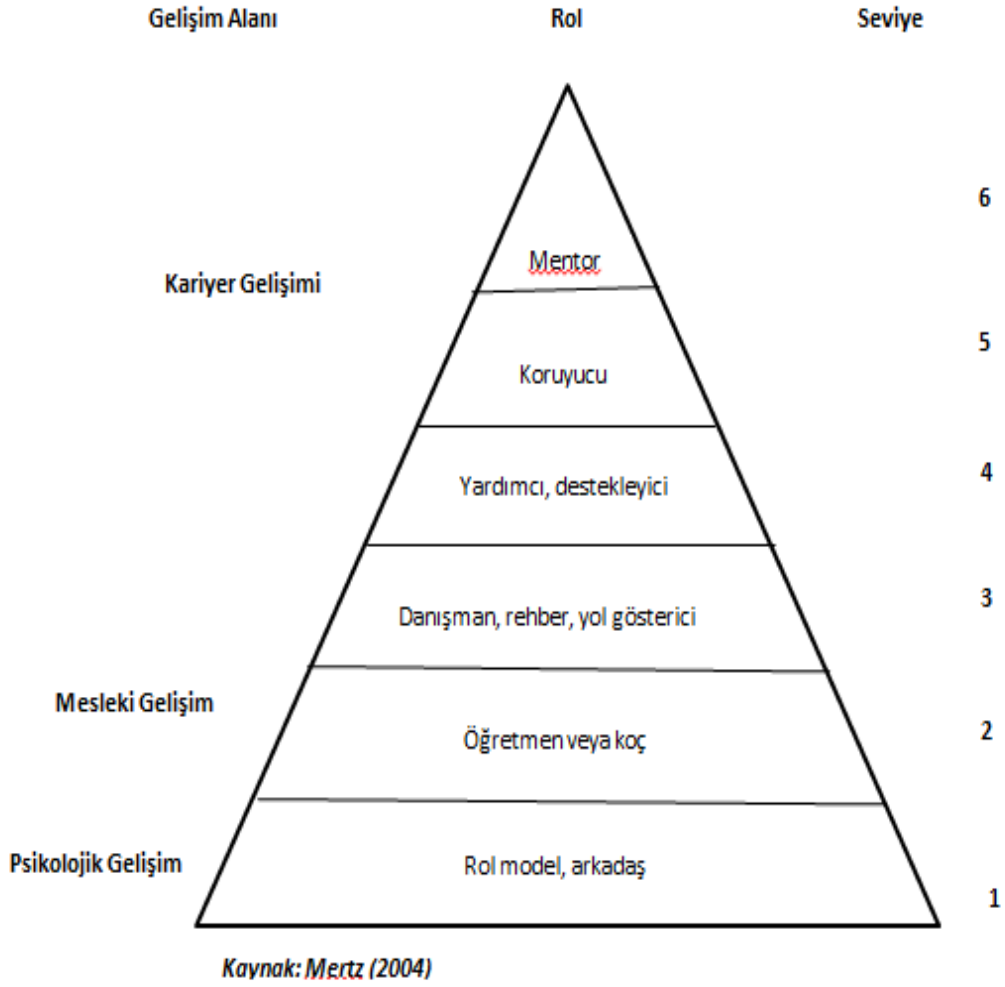 Gelişim Alanı Rol Seviye
6
Mentor
Kariyer Gelişimi
5
Koruyucu
4
Yardımcı, destekleyici
3
Danışman, rehber, yol gösterici
Mesleki Gelişim
2
Öğretmen veya koç
Psikolojik Gelişim
Rol model, arkadaş
1
Kaynak: Mertz (2004)